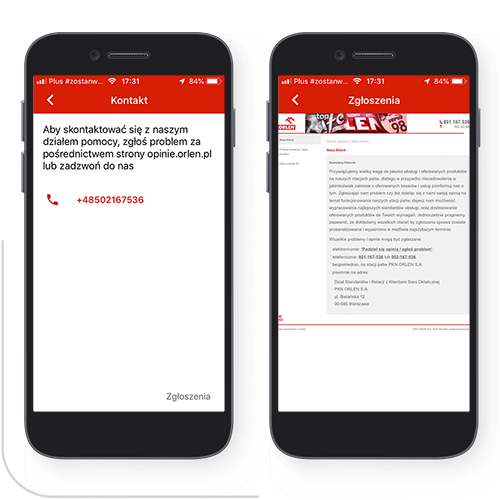 Plus #zostanw... 17:31 84%
Kontakt
Aby skontaktować się z naszym
działem pomocy, zgłoś problem za
pośrednictwem strony opinie.orlen.pl
lub zadzwoń do nas
+48502167536
Zgłoszenia
Plus #zostanw... 17:31 84%
Zgłoszenia
ORLEN
stop
LEN
98
801 167 536
Nasz Klient
Szanowny Kliencie
Przywiązujemy wielką wagę do jakości obsługi i oferowanych produktów
na naszych stacjach paliw, dlatego w przypadku niezadowolenia w
jakimkolwiek zakresie z oferowanych towarów i usług poinformuj nas o
tym. Zgłaszając nam problem czy też dzieląc się z nami swoją opinią na
temat funkcjonowania naszych stacji paliw, dajesz nam możliwość
wypracowania najlepszych standardów obsługi, oraz dostosowania
oferowanych produktów do Twoich wymagań. Jednocześnie pragniemy
zapewnić, że dokładamy wszelkich starań by zgłaszana sprawa została
przeanalizowana i wyjaśniona w możliwie najszybszym terminie.
Wszelkie problemy i opinie mogą być zgłaszane:
elektronicznie: 'Podziel się opinią / zgłoś problem'
telefonicznie: 801-167-536 lub 502-167-536
bezpośrednio, na stacji paliw PKN ORLEN S.A.
pisemnie na adres:
Dział Standardów i Relacji z Klientami Sieci Detalicznej
PKN ORLEN S.A.
ul. Bielańska 12
00-085 Warszawa